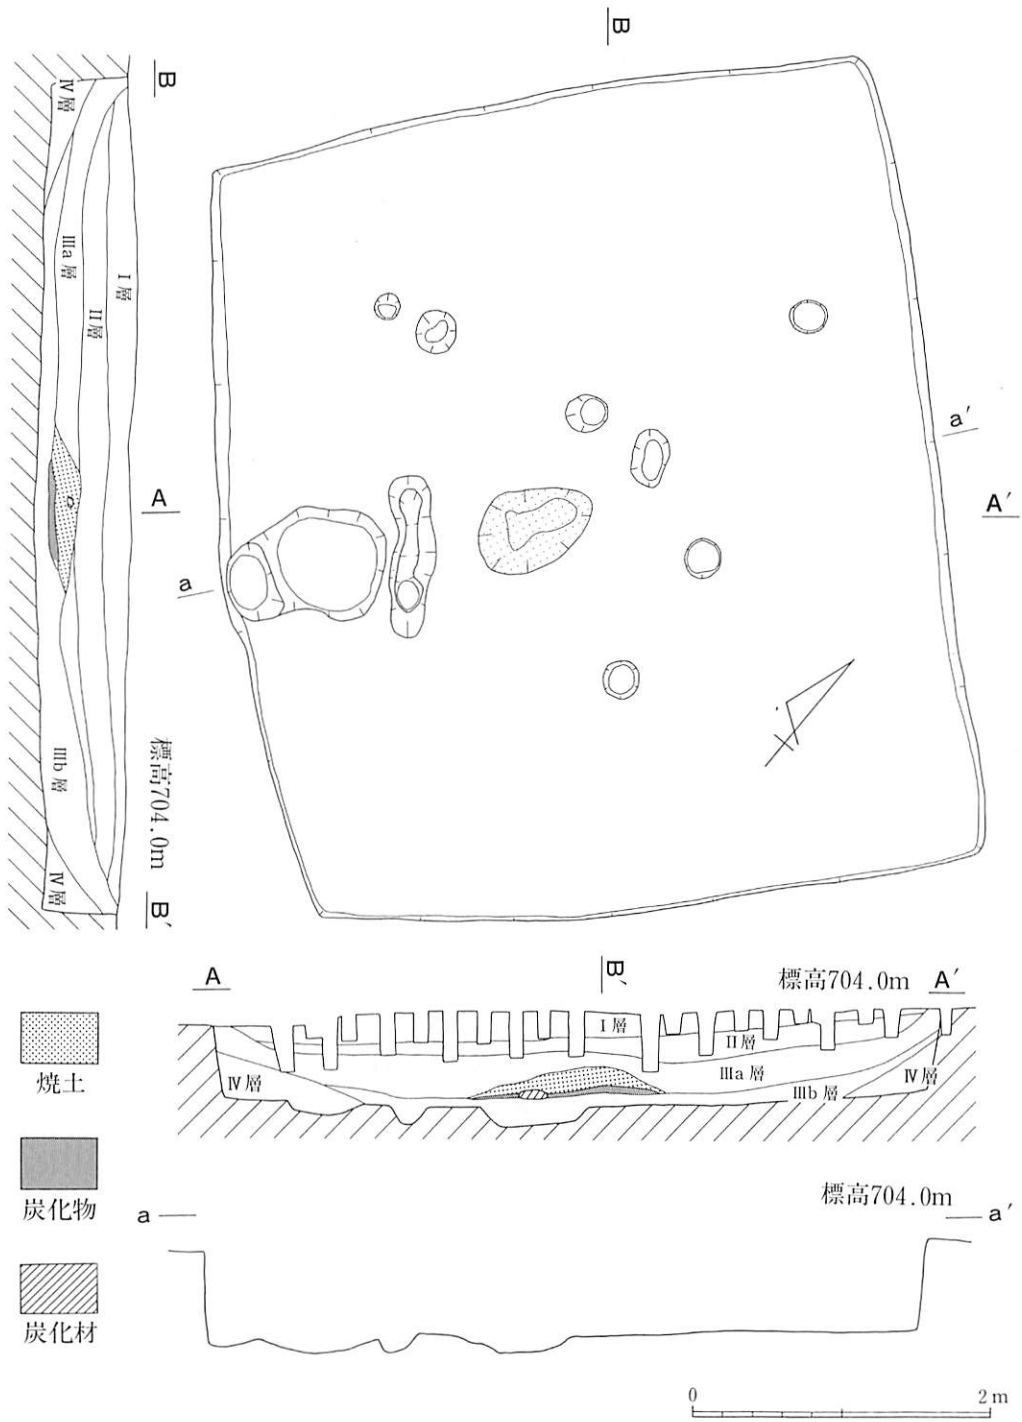 B
B
IV層
IIIa層
I層
II層
a′
A
A′
a
IIIb層
標高704.0m
IV層
B′
A
B′
標高704.0m
A′
I層
II層
IIIa層
IV層
IV層
IIIb層
焼土
炭化物
炭化材
標高704.0m
a
a′
0
2m